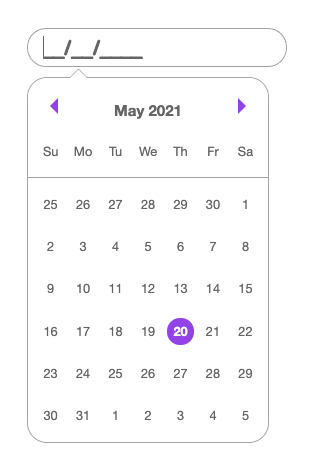 __/__/____
May 2021
Su Mo Tu We Th Fr Sa
25 26 27 28 29 30 1
2 3 4 5 6 7 8
9 10 11 12 13 14 15
16 17 18 19 20 21 22
23 24 25 26 27 28 29
30 31 1 2 3 4 5